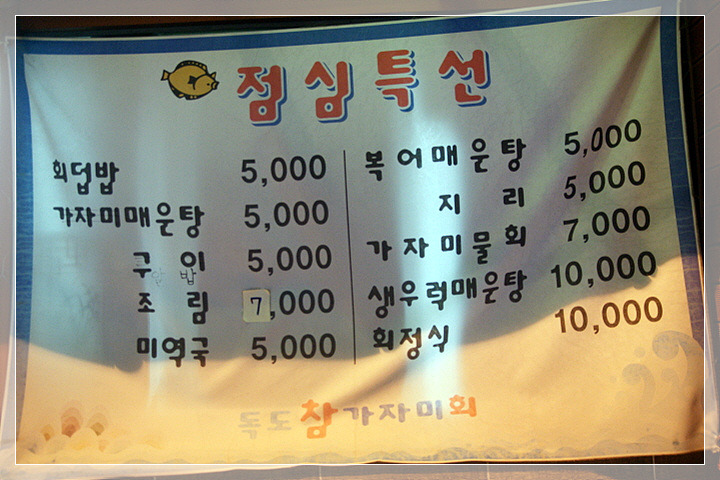 점심특선
회덥밥 5,000
가자미매운탕 5,000
구이 5,000
조림 7,000
미역국 5,000
복어매운탕 5,000
지리 5,000
가자미물회 7,000
생우럭매운탕 10,000
회정식 10,000
독도참가자미회